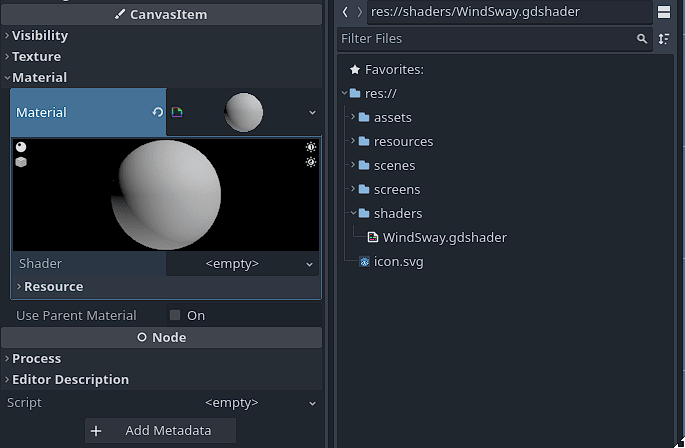 CanvasItem
Visibility
Texture
Material
Material
Shader <empty>
Resource
Use Parent Material On
Node
Process
Editor Description
Script <empty>
+ Add Metadata
res://shaders/WindSway.gdshader
Filter Files
Favorites:
res://
assets
resources
scenes
screens
shaders
WindSway.gdshader
icon.svg